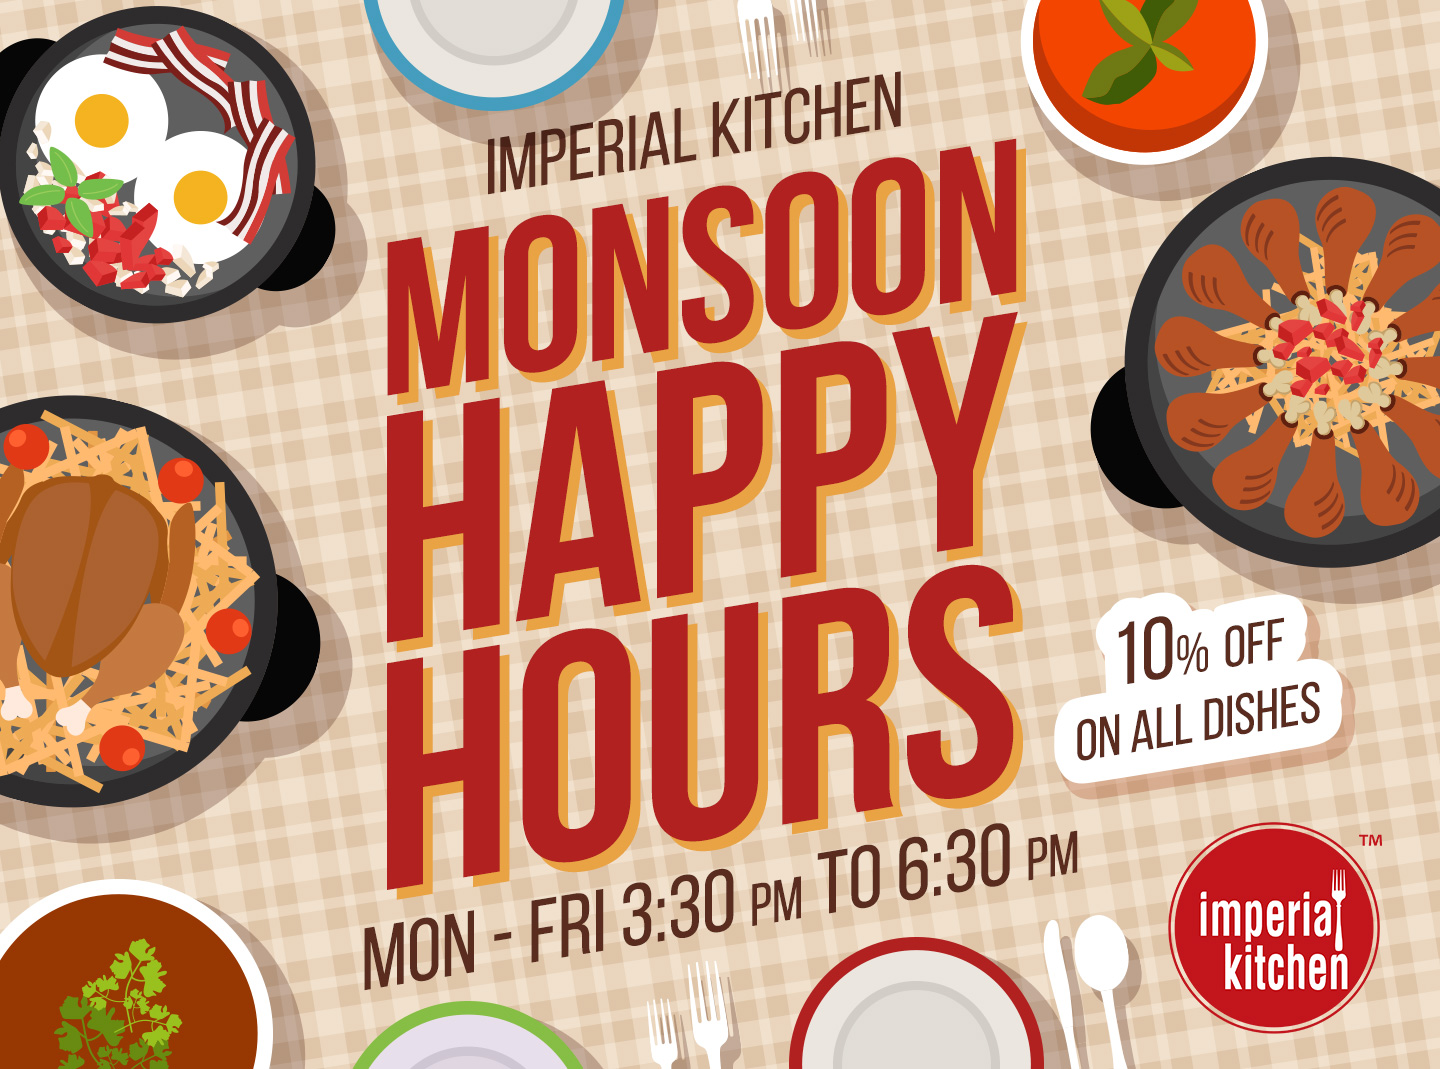 IMPERIAL KITCHEN
MONSOON
HAPPY
HOURS
MON - FRI 3:30 PM TO 6:30 PM
10% OFF
ON ALL DISHES
imperial
kitchen
TM